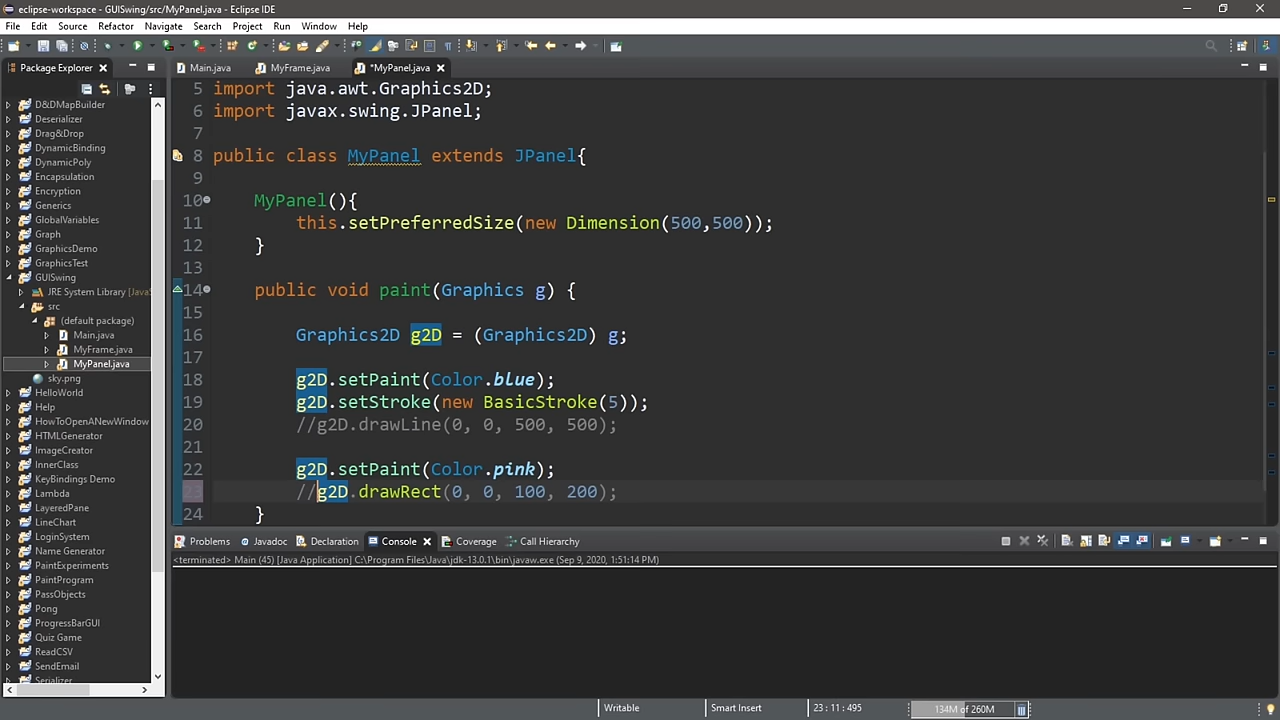 eclipse-workspace - GUISwing/src/MyPanel.java - Eclipse IDE
File Edit Source Refactor Navigate Search Project Run Window Help
Package Explorer
Main.java MyFrame.java *MyPanel.java
D&DMapBuilder
Deserializer
Drag&Drop
DynamicBinding
DynamicPoly
Encapsulation
Encryption
Generics
GlobalVariables
Graph
GraphicsDemo
GraphicsTest
GUISwing
JRE System Library [JavaS
src
(default package)
Main.java
MyFrame.java
MyPanel.java
sky.png
HelloWorld
Help
HowToOpenANewWindow
HTMLGenerator
ImageCreator
InnerClass
KeyBindings Demo
Lambda
LayeredPane
LineChart
LoginSystem
Name Generator
PaintExperiments
PaintProgram
PassObjects
Pong
ProgressBarGUI
Quiz Game
ReadCSV
SendEmail
Serializer
5 import java.awt.Graphics2D;
6 import javax.swing.JPanel;
7
8 public class MyPanel extends JPanel{
9
10 MyPanel(){
11 this.setPreferredSize(new Dimension(500,500));
12 }
13
14 public void paint(Graphics g) {
15
16 Graphics2D g2D = (Graphics2D) g;
17
18 g2D.setPaint(Color.blue);
19 g2D.setStroke(new BasicStroke(5));
20 //g2D.drawLine(0, 0, 500, 500);
21
22 g2D.setPaint(Color.pink);
23 //g2D.drawRect(0, 0, 100, 200);
24 }
Problems Javadoc Declaration Console Coverage Call Hierarchy
<terminated> Main (45) [Java Application] C:\Program Files\Java\jdk-13.0.1\bin\javaw.exe (Sep 9, 2020, 1:51:14 PM)
Writable Smart Insert 23 : 11 : 495 134M of 260M